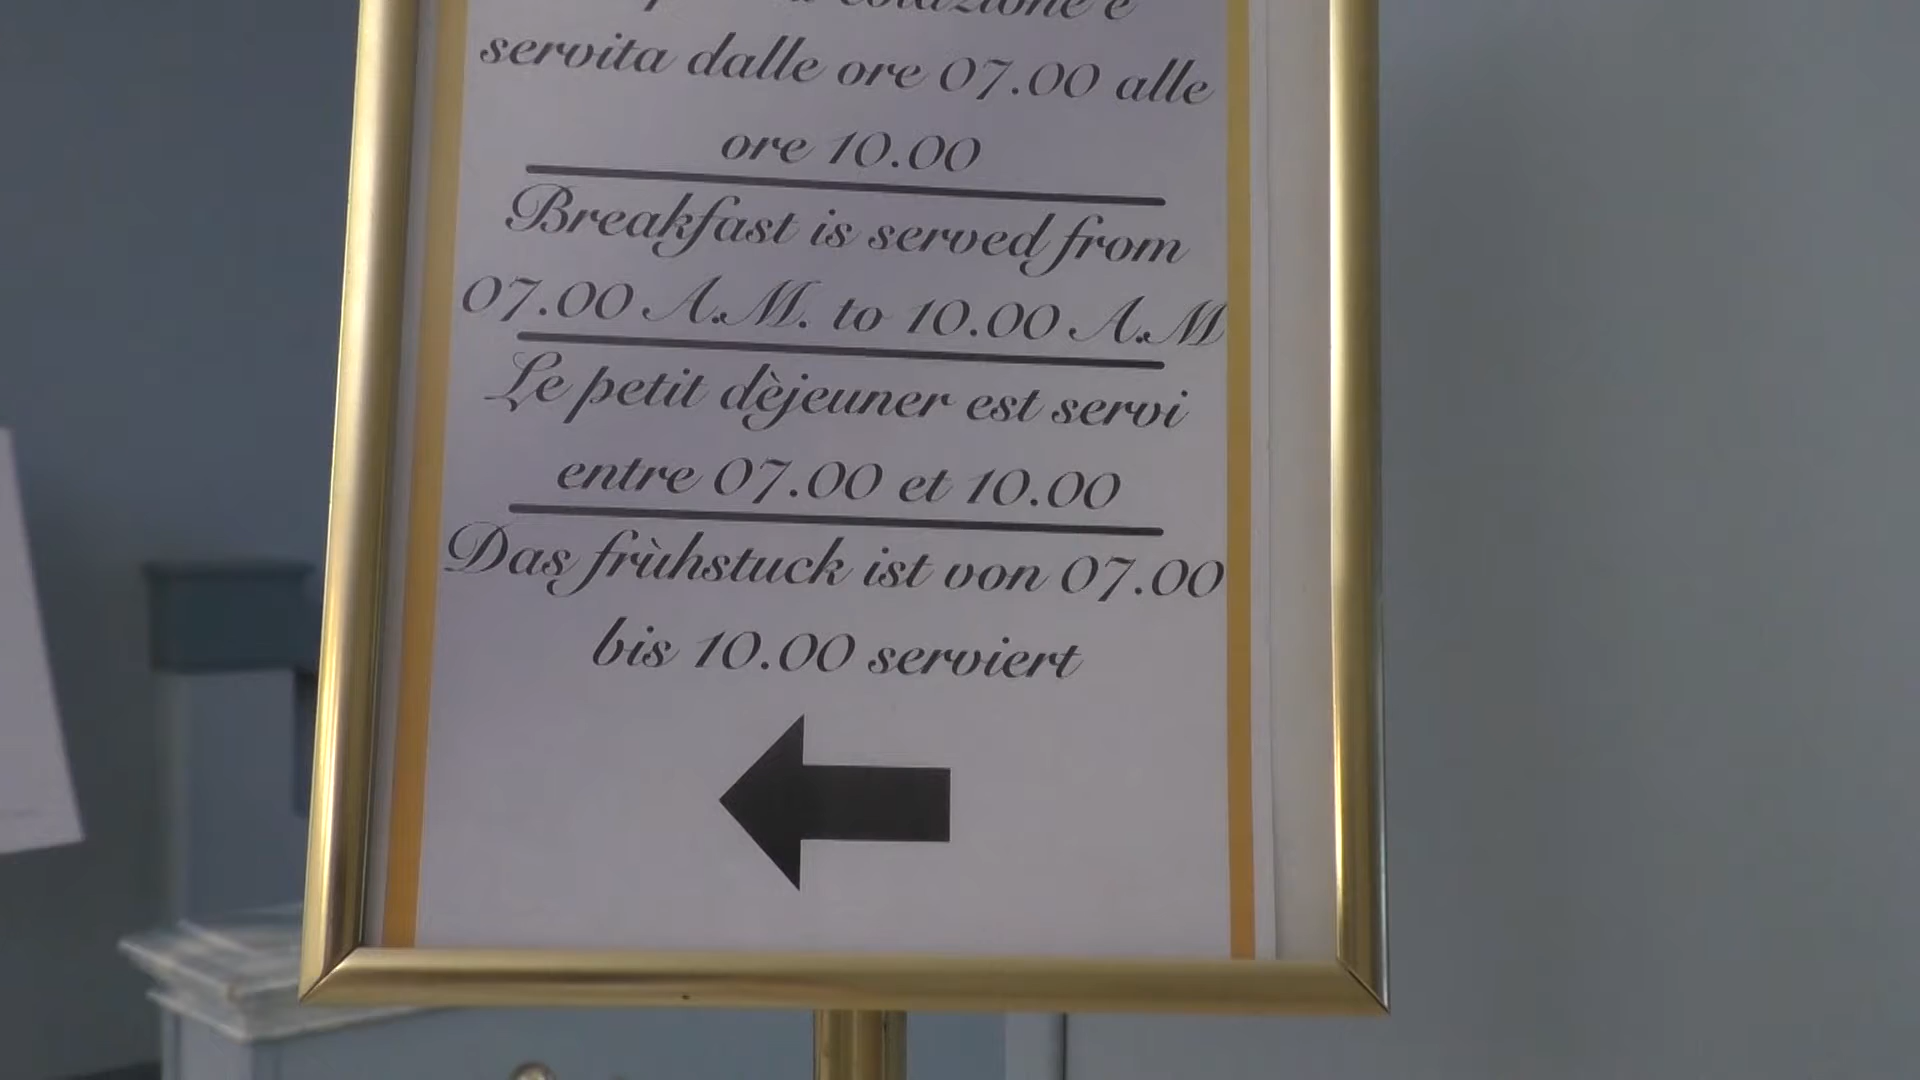 colazione è
servita dalle ore 07.00 alle
ore 10.00
Breakfast is served from
07.00 A.M. to 10.00 A.M
Le petit dèjeuner est servi
entre 07.00 et 10.00
Das frùhstuck ist von 07.00
bis 10.00 serviert